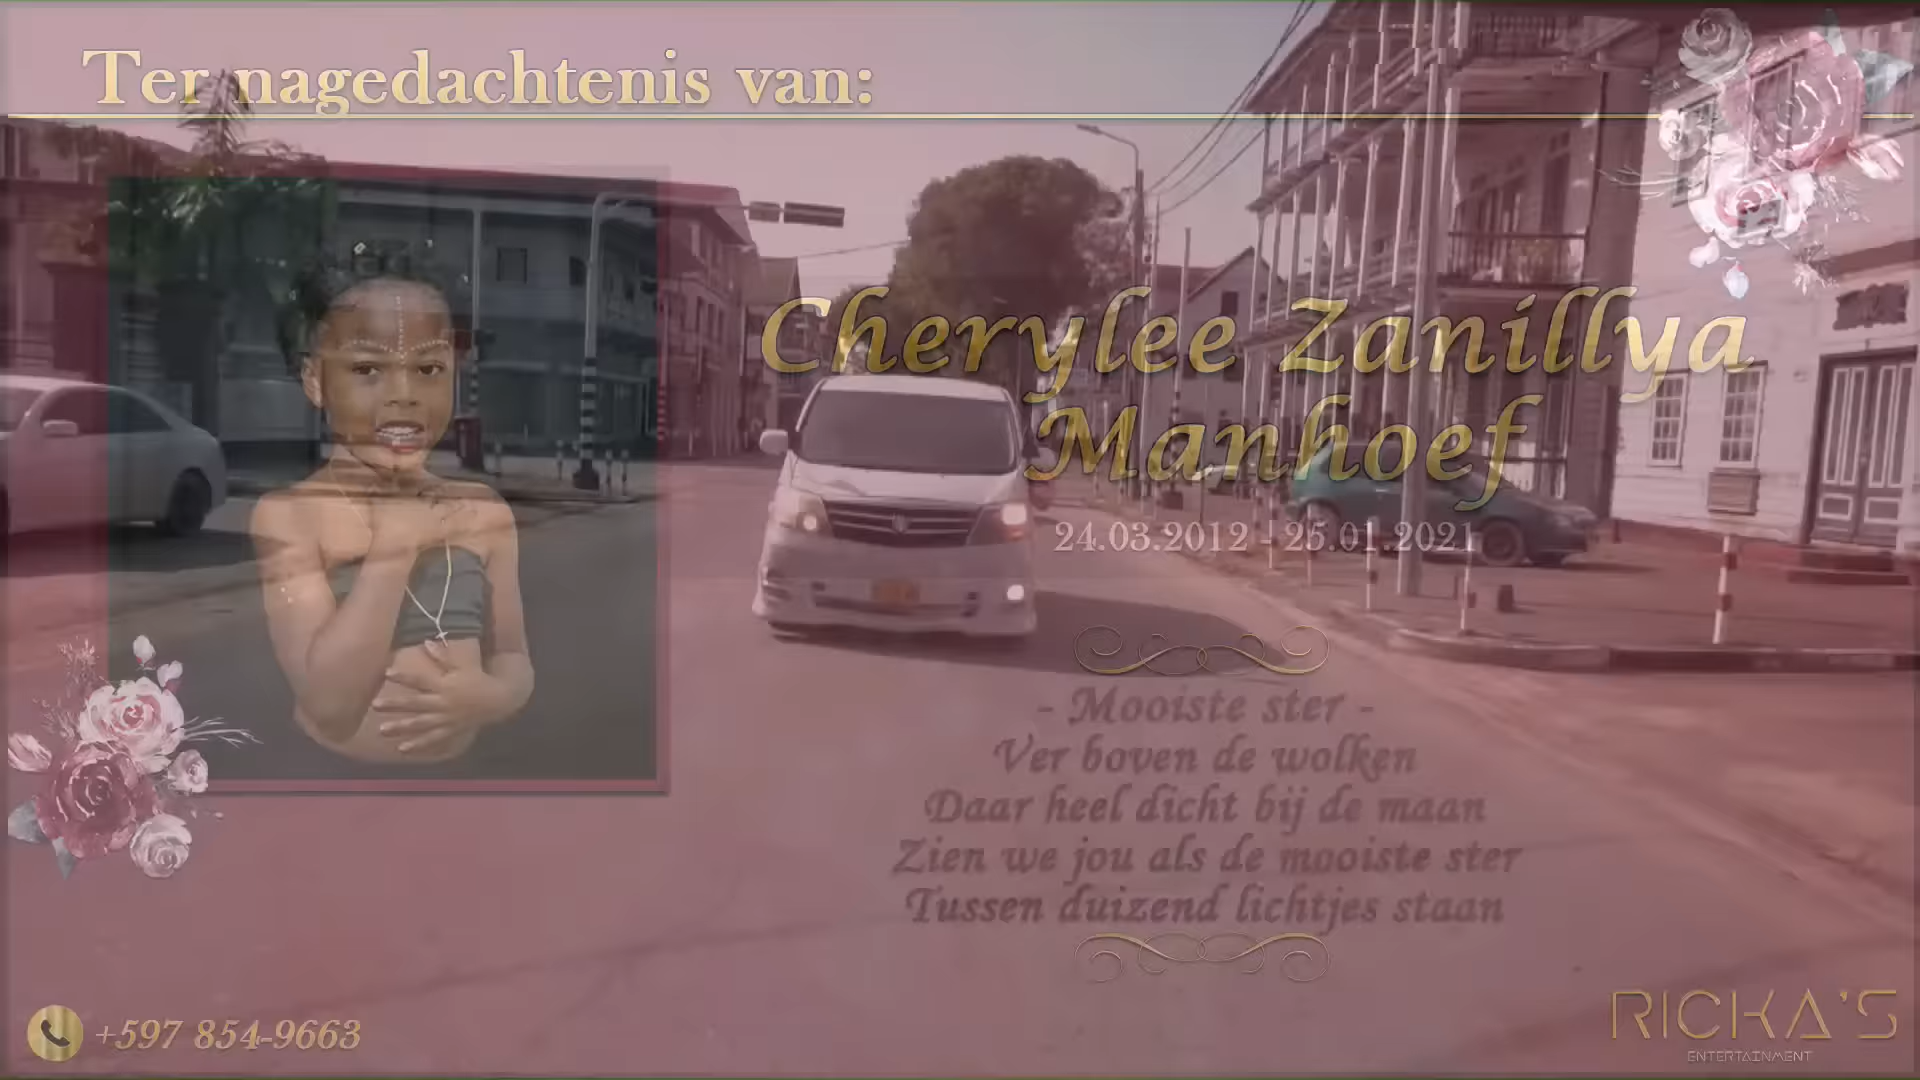 Ter nagedachtenis van:
Cherylee Zanillya
Manhoef
24.03.2012 - 25.01.2021
- Mooiste ster -
Ver boven de wolken
Daar heel dicht bij de maan
Zien we jou als de mooiste ster
Tussen duizend lichtjes staan
+597 854-9663
RICKA'S
ENTERTAINMENT